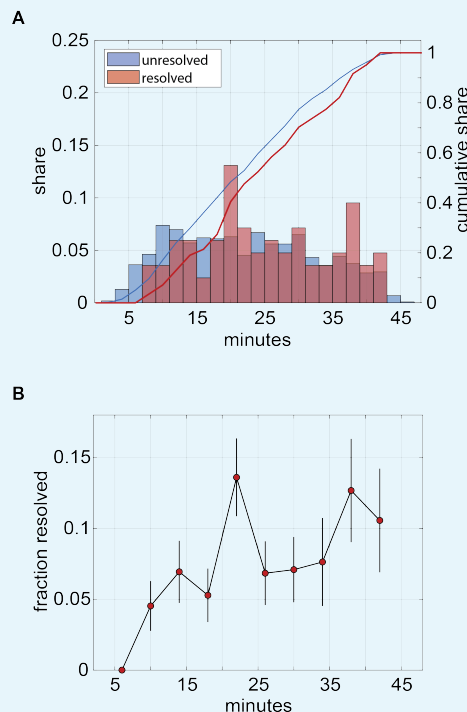 A
0.25
0.2
0.15
0.1
0.05
0
share
unresolved
resolved
1
0.8
0.6
0.4
0.2
0
cumulative share
5 15 25 35 45
minutes
B
0.15
0.1
0.05
0
fraction resolved
5 15 25 35 45
minutes